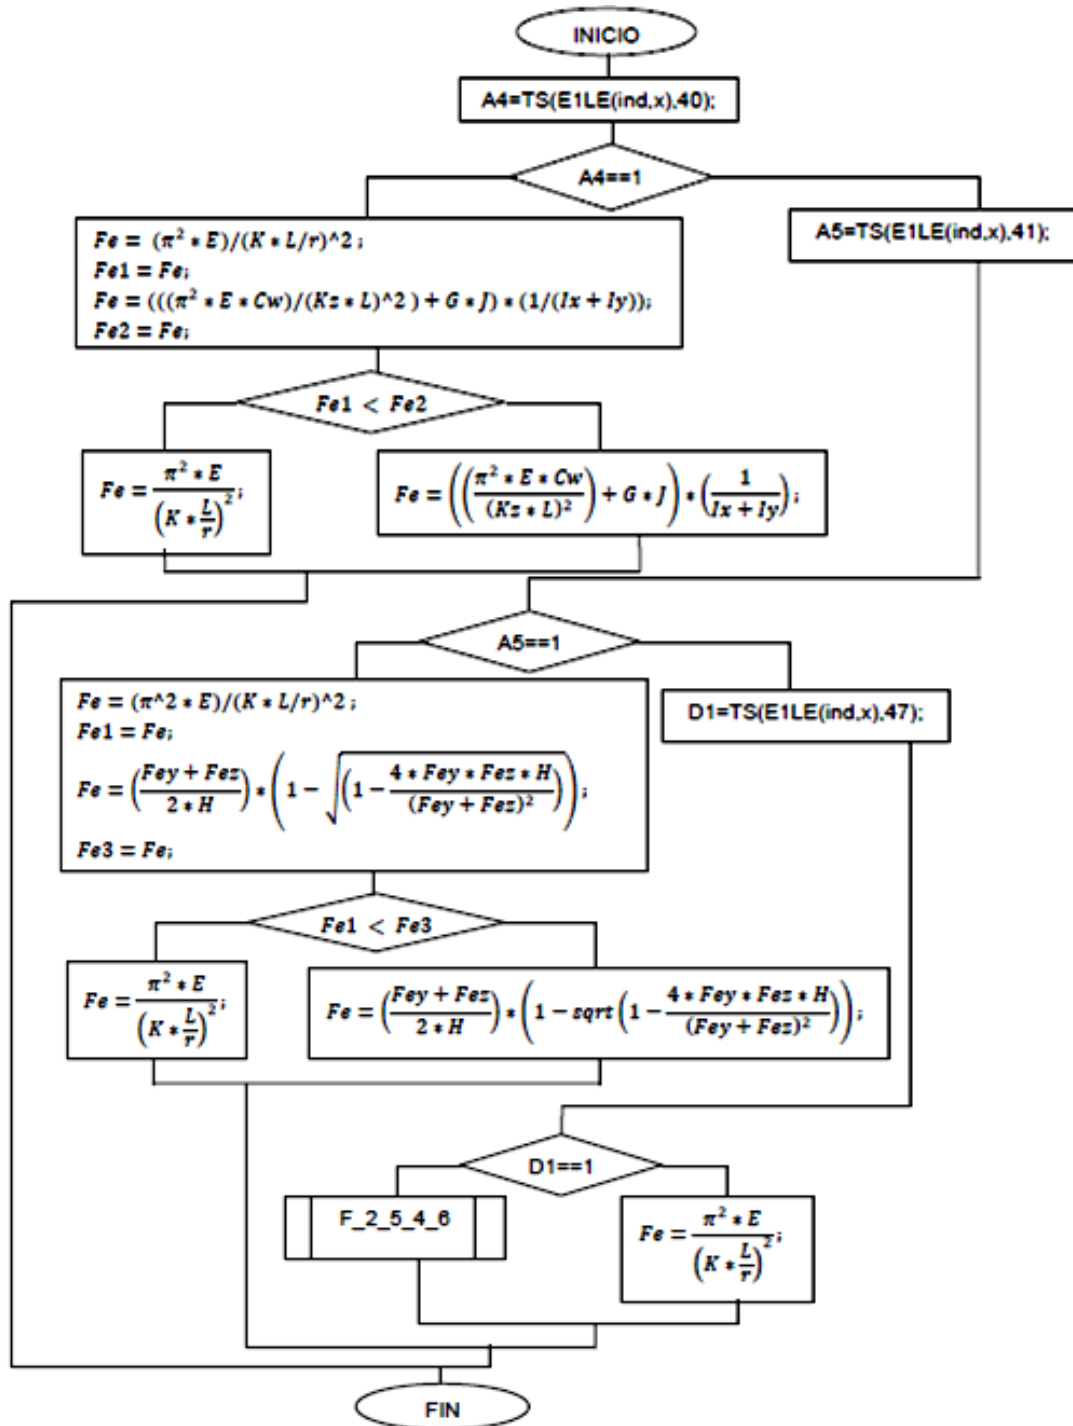 INICIO
A4=TS(E1LE(ind,x),40);
A4==1
Fe = (π² * E)/(K * L/r)^2;
Fe1 = Fe;
Fe = (((π² * E * Cw)/(Kz * L)^2 ) + G * J) * (1/(Ix + Iy));
Fe2 = Fe;
A5=TS(E1LE(ind,x),41);
Fe1 < Fe2
Fe = π² * E / (K * L/r)²;
Fe = (((π² * E * Cw)/(Kz * L)²) + G * J) * (1/(Ix + Iy));
A5==1
Fe = (π^2 * E)/(K * L/r)^2;
Fe1 = Fe;
Fe = ((Fey + Fez)/(2 * H)) * (1 − √((1 − (4 * Fey * Fez * H)/(Fey + Fez)²)));
Fe3 = Fe;
D1=TS(E1LE(ind,x),47);
Fe1 < Fe3
Fe = π² * E / (K * L/r)²;
Fe = ((Fey + Fez)/(2 * H)) * (1 − sqrt(1 − (4 * Fey * Fez * H)/(Fey + Fez)²));
D1==1
F_2_5_4_6
Fe = π² * E / (K * L/r)²;
FIN